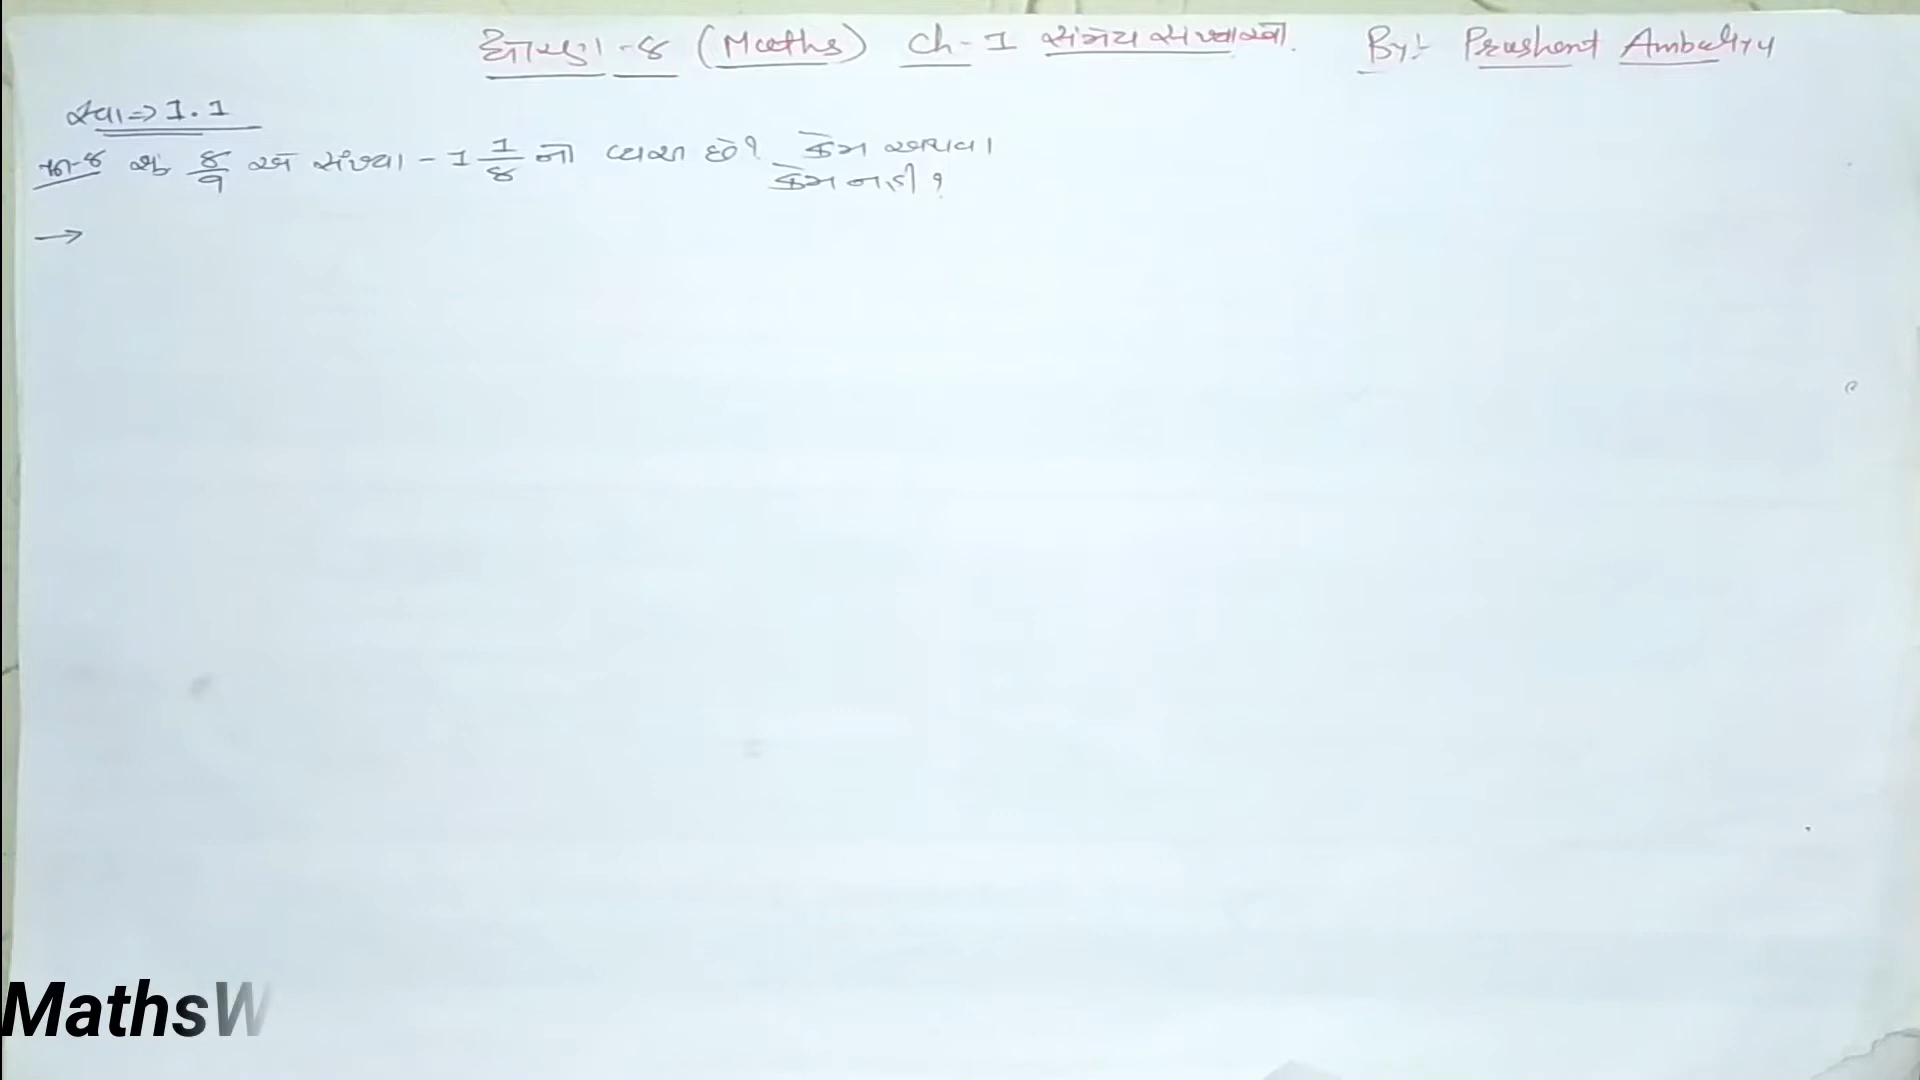 ધોરણ-8 (Maths) Ch-1 સંમેય સંખ્યાઓ. By:- Prashant Ambaliya
સ્વા ⇒ 1.1
પ્ર-8 શું 8/9 એ સંખ્યા -1 1/8 નો વ્યસ્ત છે? કેમ અથવા
કેમ નહી?
→
MathsW